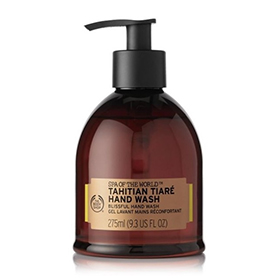 SPA OF THE WORLD™
TAHITIAN TIARÉ
HAND WASH
BLISSFUL HAND WASH
GEL LAVANT MAINS RÉCONFORTANT
275ml (9.3 US FL OZ)